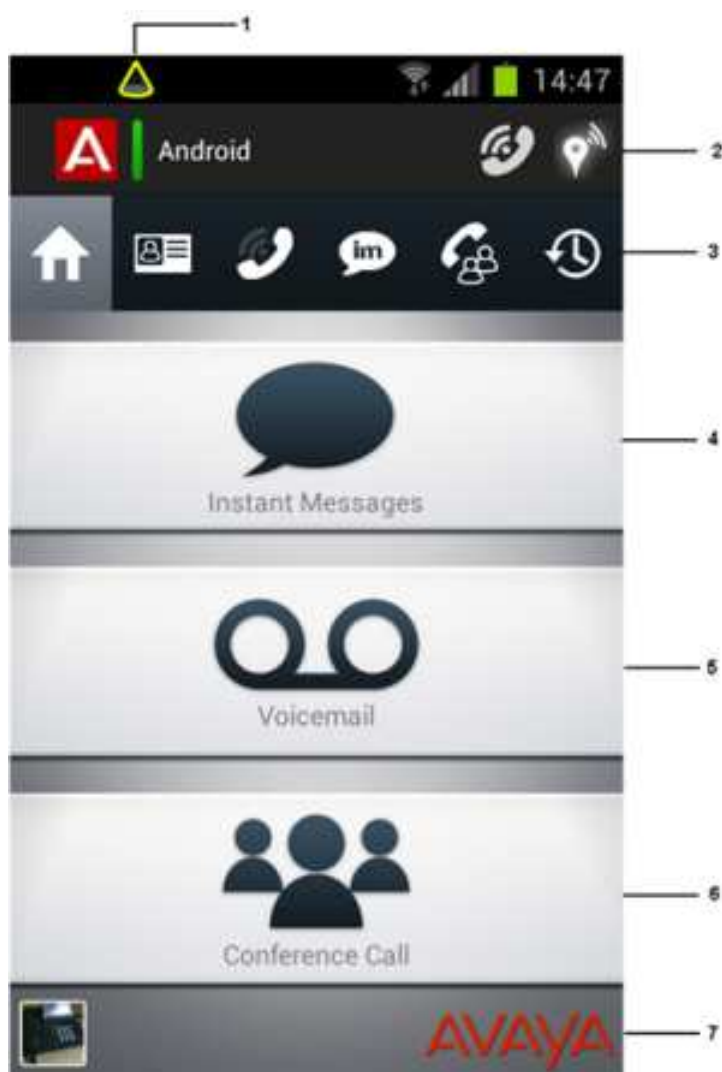 1
14:47
A Android
2
im
3
Instant Messages
4
Voicemail
5
Conference Call
6
AVAYA
7